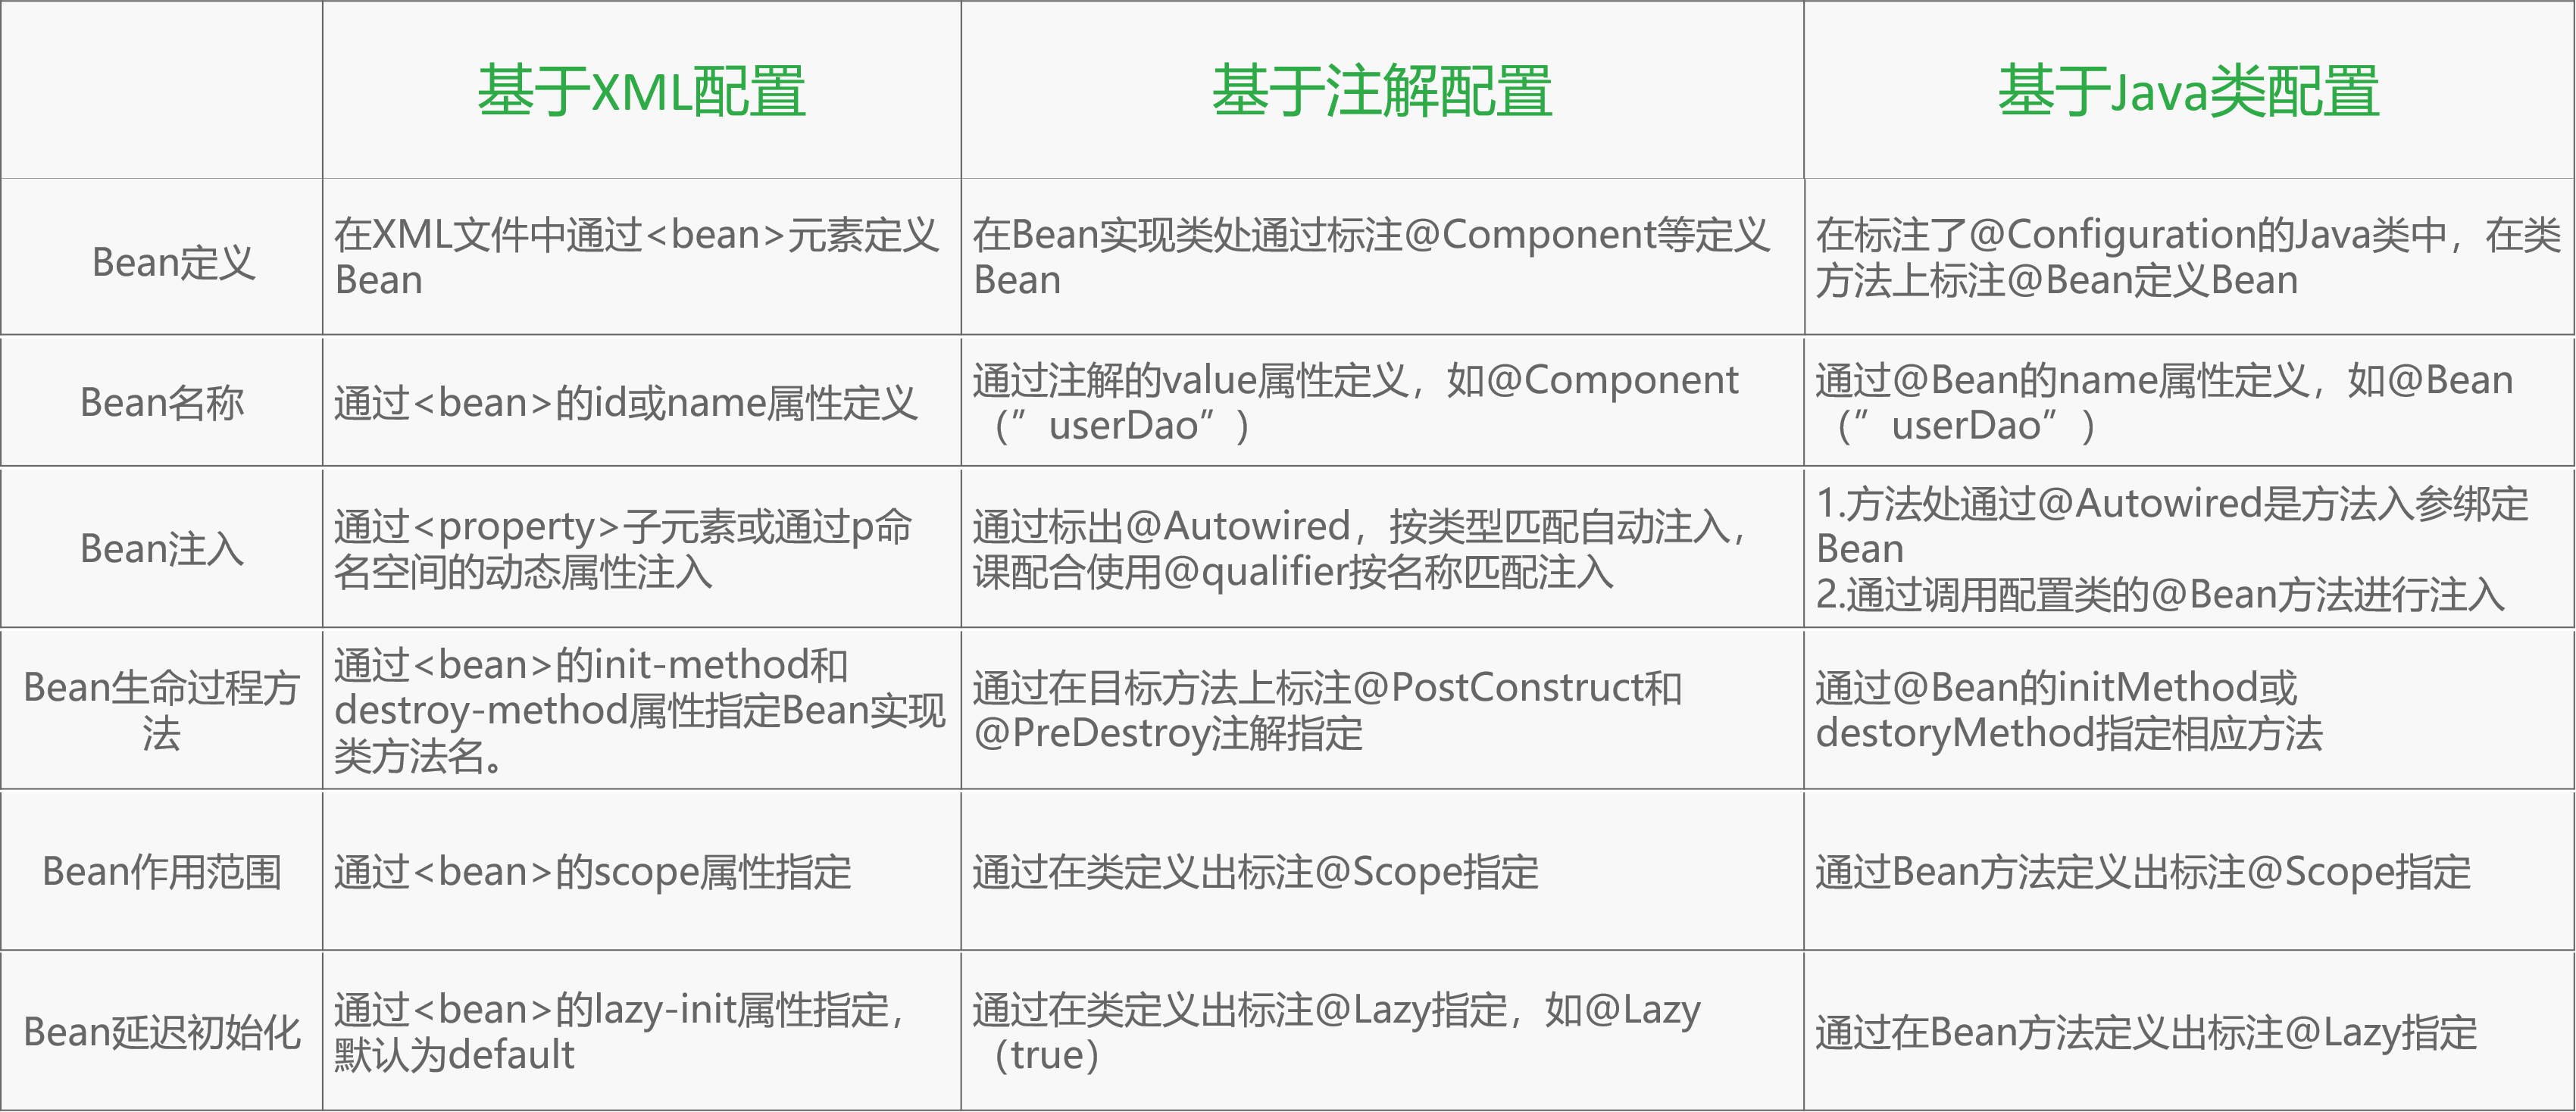 基于XML配置
基于注解配置
基于Java类配置
Bean定义
在XML文件中通过<bean>元素定义
Bean
在Bean实现类处通过标注@Component等定义
Bean
在标注了@Configuration的Java类中，在类
方法上标注@Bean定义Bean
Bean名称
通过<bean>的id或name属性定义
通过注解的value属性定义，如@Component
（”userDao”）
通过@Bean的name属性定义，如@Bean
（”userDao”）
Bean注入
通过<property>子元素或通过p命
名空间的动态属性注入
通过标出@Autowired，按类型匹配自动注入，
课配合使用@qualifier按名称匹配注入
1.方法处通过@Autowired是方法入参绑定
Bean
2.通过调用配置类的@Bean方法进行注入
Bean生命过程方
法
通过<bean>的init-method和
destroy-method属性指定Bean实现
类方法名。
通过在目标方法上标注@PostConstruct和
@PreDestroy注解指定
通过@Bean的initMethod或
destoryMethod指定相应方法
Bean作用范围
通过<bean>的scope属性指定
通过在类定义出标注@Scope指定
通过Bean方法定义出标注@Scope指定
Bean延迟初始化
通过<bean>的lazy-init属性指定，
默认为default
通过在类定义出标注@Lazy指定，如@Lazy
（true）
通过在Bean方法定义出标注@Lazy指定